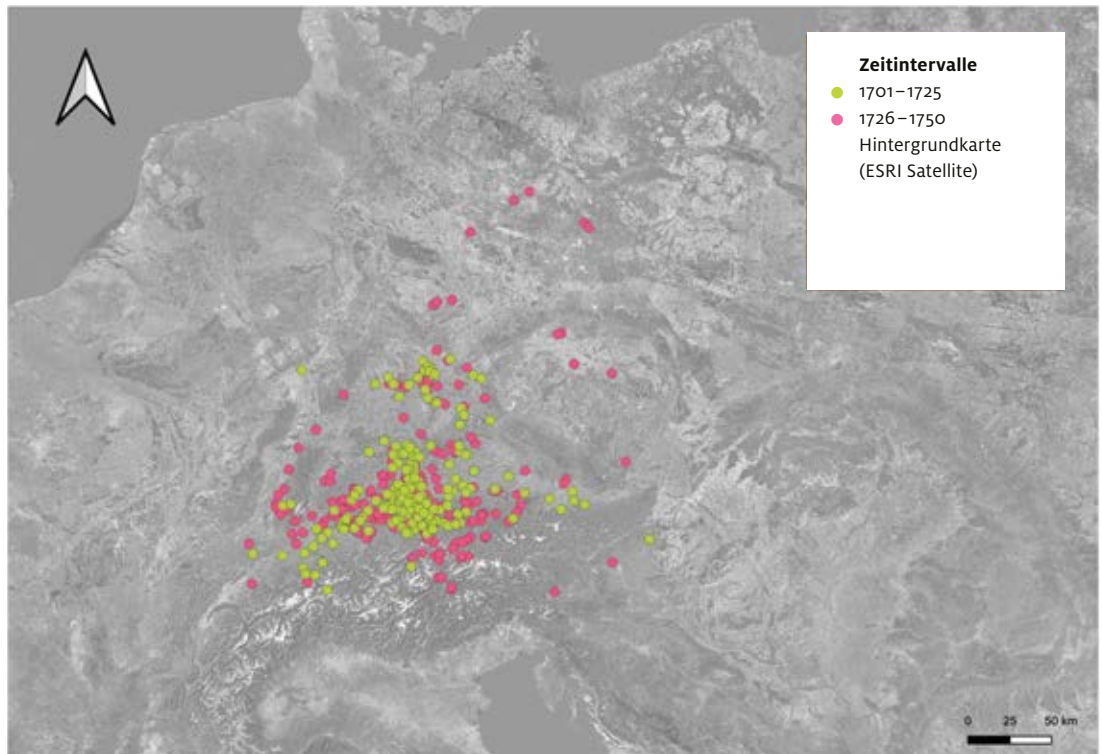 Zeitintervalle
1701–1725
1726–1750
Hintergrundkarte
(ESRI Satellite)
0 25 50 km